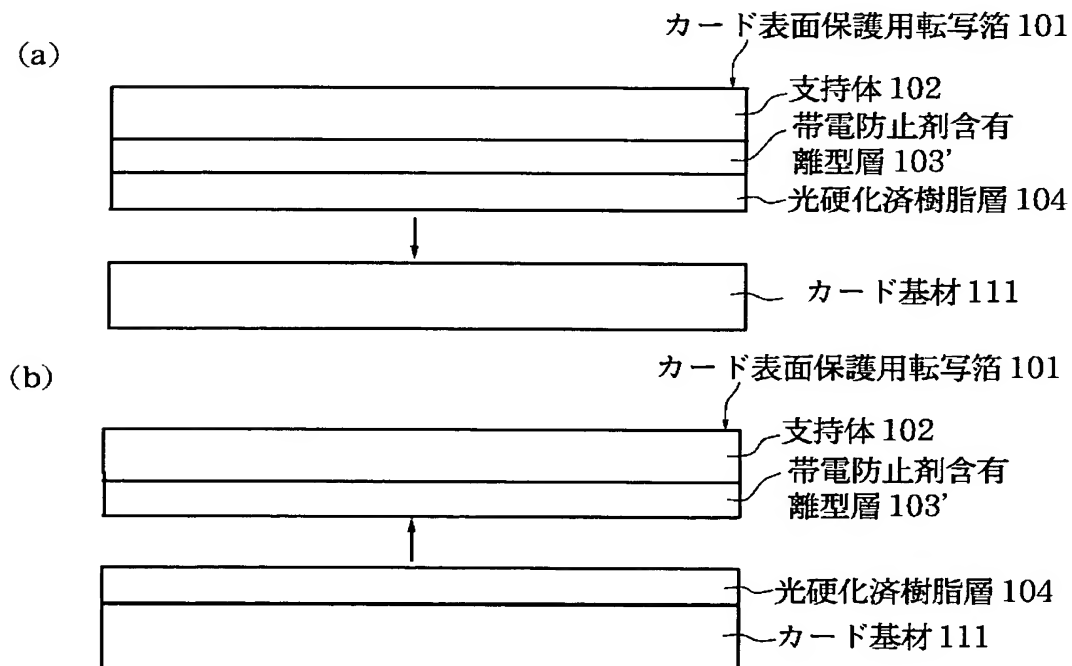 (a)
カード表面保護用転写箔 101
支持体 102
帯電防止剤含有
離型層 103'
光硬化済樹脂層 104
カード基材 111
(b)
カード表面保護用転写箔 101
支持体 102
帯電防止剤含有
離型層 103'
光硬化済樹脂層 104
カード基材 111